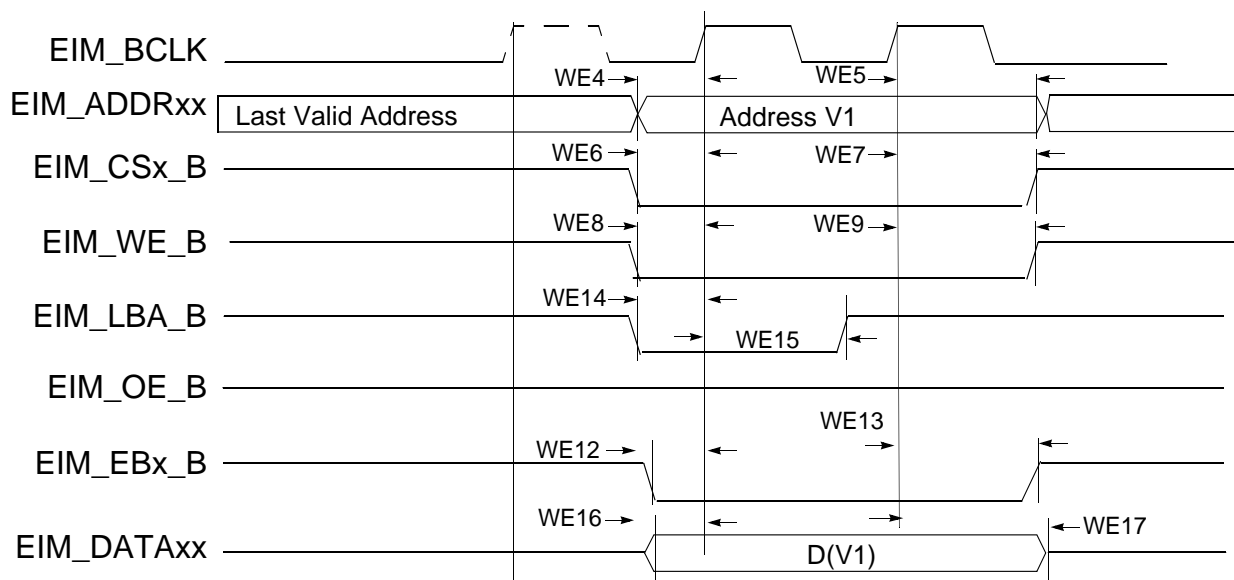 EIM_BCLK
WE4 WE5
EIM_ADDRxx Last Valid Address Address V1
WE6 WE7
EIM_CSx_B
WE8 WE9
EIM_WE_B
WE14
EIM_LBA_B
WE15
EIM_OE_B
WE13
WE12
EIM_EBx_B
WE16 WE17
EIM_DATAxx D(V1)